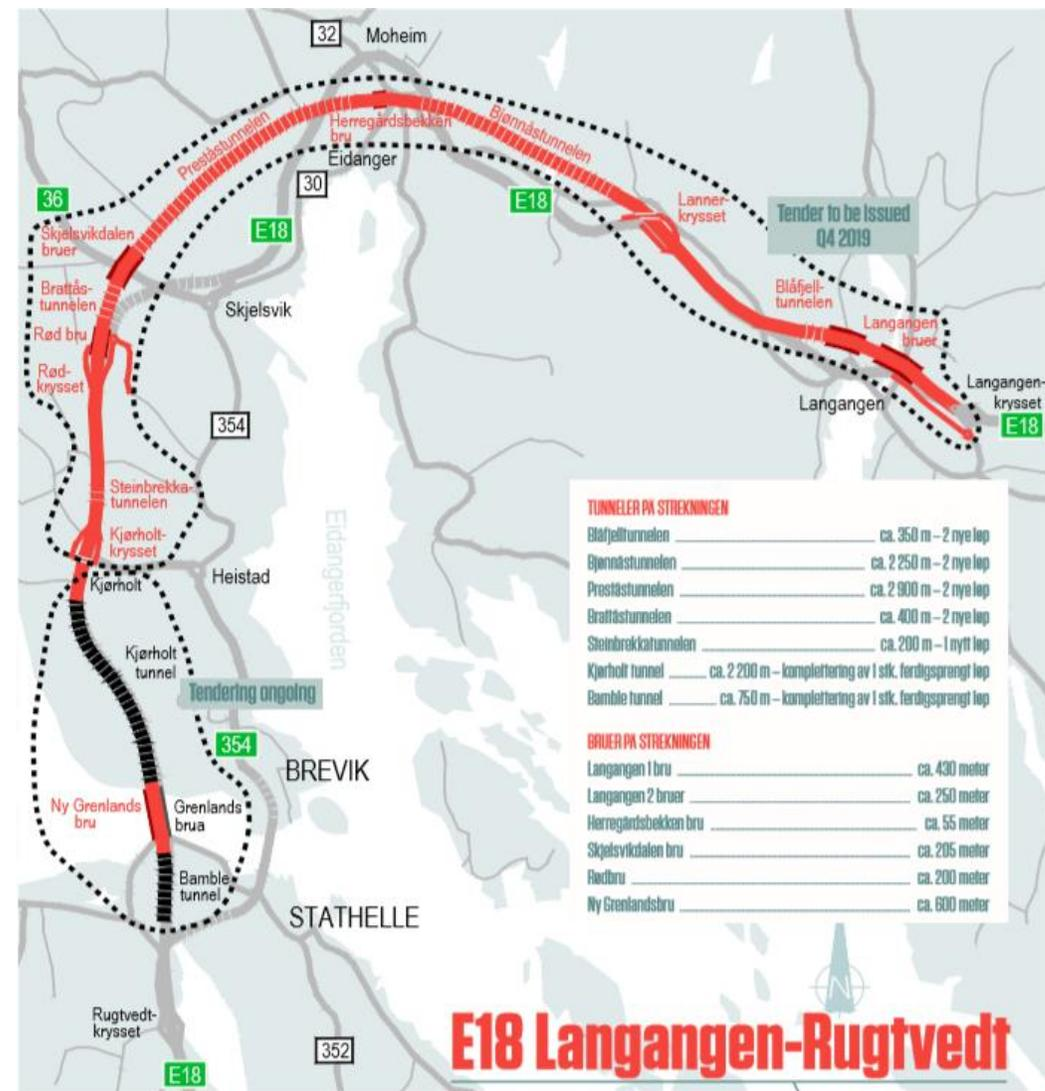 32
Moheim
Preståstunnelen
Herregårdsbekken
bru
Bjønnåstunnelen
Eidanger
30
36
E18
E18
Lanner-
krysset
Tender to be issued
Q4 2019
Skjelsvikdalen
bruer
Brattås-
tunnelen
Skjelsvik
Rød bru
Rød-
krysset
Blåfjell-
tunnelen
Langangen
bruer
Langangen-
krysset
E18
Langangen
354
Steinbrekka-
tunnelen
Kjørholt-
krysset
Kjørholt
Heistad
Eidangerfjorden
Kjørholt
tunnel
Tendering ongoing
354
BREVIK
Ny Grenlands
bru
Grenlands
brua
Bamble
tunnel
STATHELLE
Rugtvedt-
krysset
E18
352
TUNNELER PÅ STREKNINGEN
Blåfjelltunnelen ca. 350 m – 2 nye løp
Bjønnåstunnelen ca. 2 250 m – 2 nye løp
Preståstunnelen ca. 2 900 m – 2 nye løp
Brattåstunnelen ca. 400 m – 2 nye løp
Steinbrekkatunnelen ca. 200 m – 1 nytt løp
Kjørholt tunnel ca. 2 200 m – komplettering av 1 stk. ferdigsprengt løp
Bamble tunnel ca. 750 m – komplettering av 1 stk. ferdigsprengt løp
BRUER PÅ STREKNINGEN
Langangen 1 bru ca. 430 meter
Langangen 2 bruer ca. 250 meter
Herregårdsbekken bru ca. 55 meter
Skjelsvikdalen bru ca. 205 meter
Rødbru ca. 200 meter
Ny Grenlandsbru ca. 600 meter
N
E18 Langangen-Rugtvedt